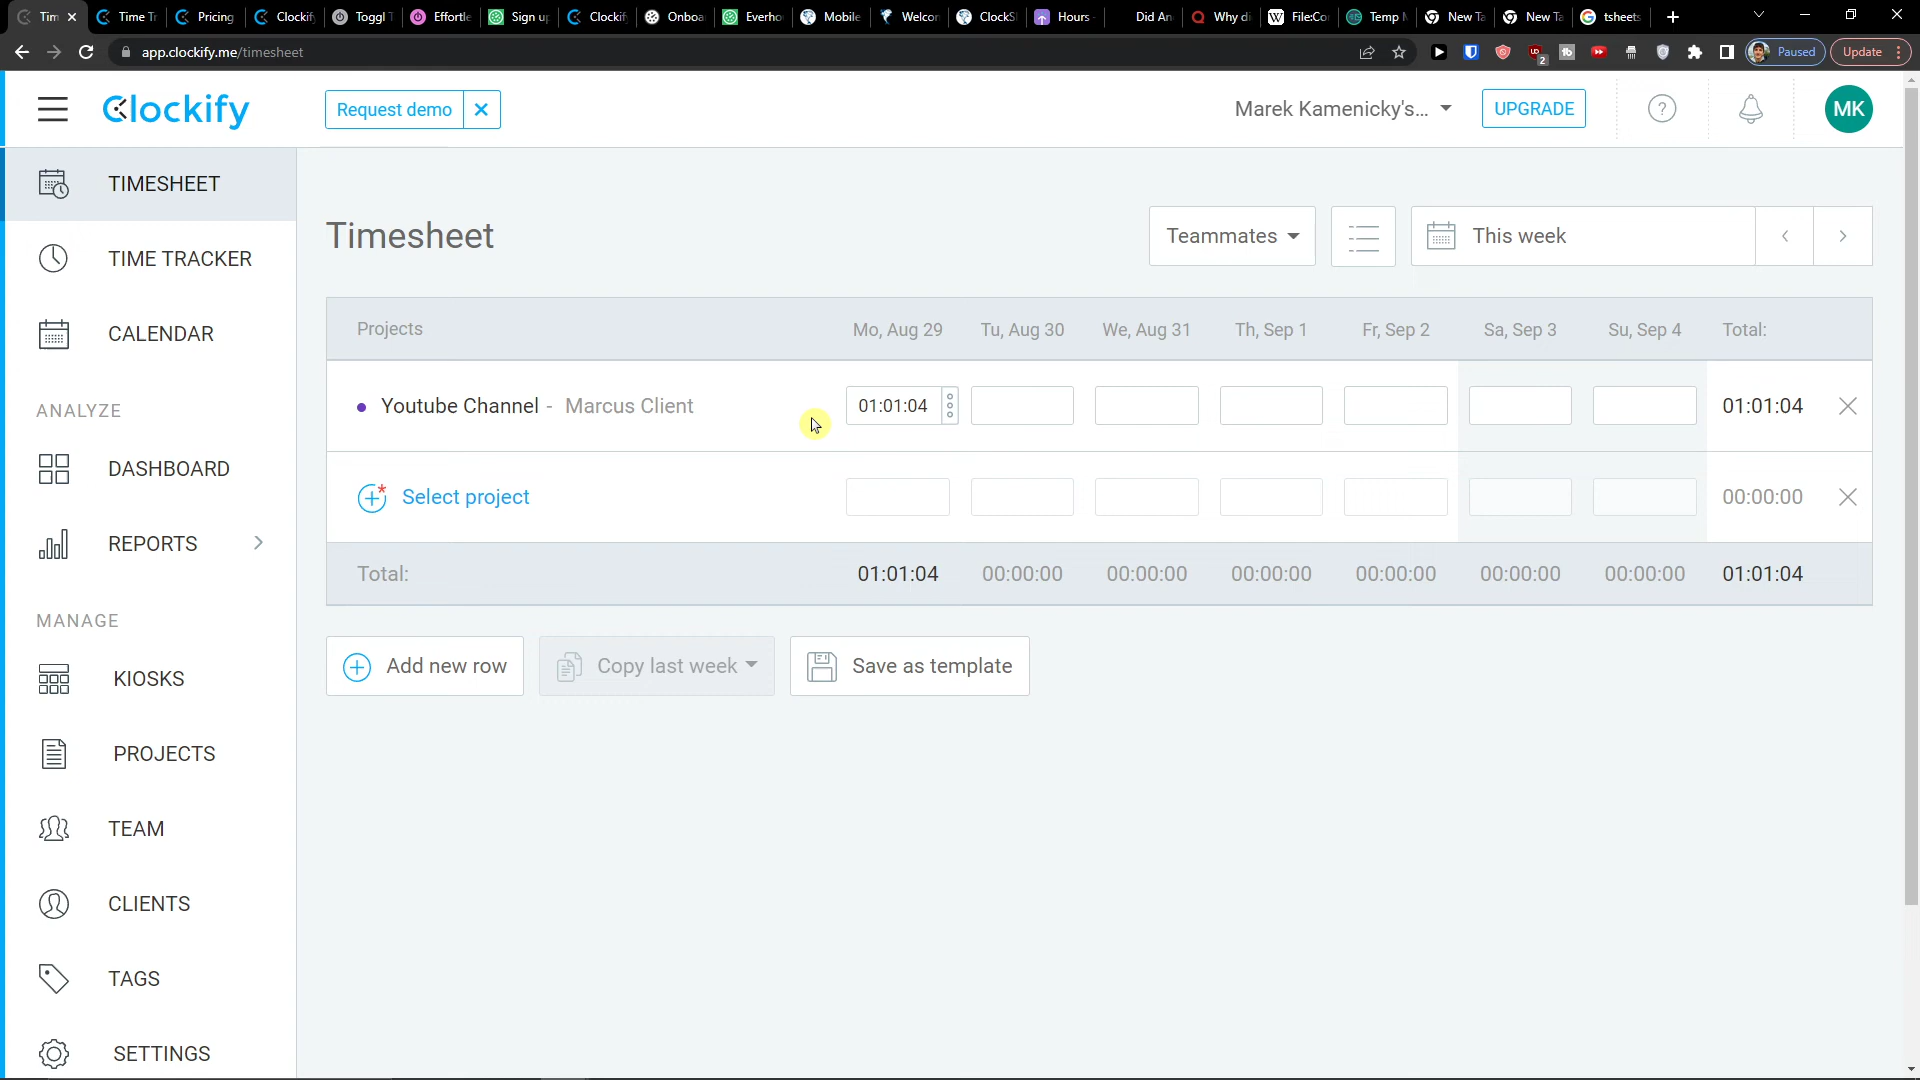 Tim
Time Tr
Pricing
Clockify
Toggl T
Effortle
Sign up
Clockify
Onboa
Everho
Mobile
Welcom
ClockS
Hours -
Did An
Why di
File:Co
Temp M
New Ta
New Ta
tsheets
app.clockify.me/timesheet
2
Paused
Update
Clockify
Request demo
Marek Kamenicky's...
UPGRADE
MK
TIMESHEET
TIME TRACKER
CALENDAR
ANALYZE
DASHBOARD
REPORTS
MANAGE
KIOSKS
PROJECTS
TEAM
CLIENTS
TAGS
SETTINGS
Timesheet
Teammates
This week
Projects Mo, Aug 29 Tu, Aug 30 We, Aug 31 Th, Sep 1 Fr, Sep 2 Sa, Sep 3 Su, Sep 4 Total:
Youtube Channel - Marcus Client 01:01:04 01:01:04
Select project 00:00:00
Total: 01:01:04 00:00:00 00:00:00 00:00:00 00:00:00 00:00:00 00:00:00 01:01:04
Add new row
Copy last week
Save as template